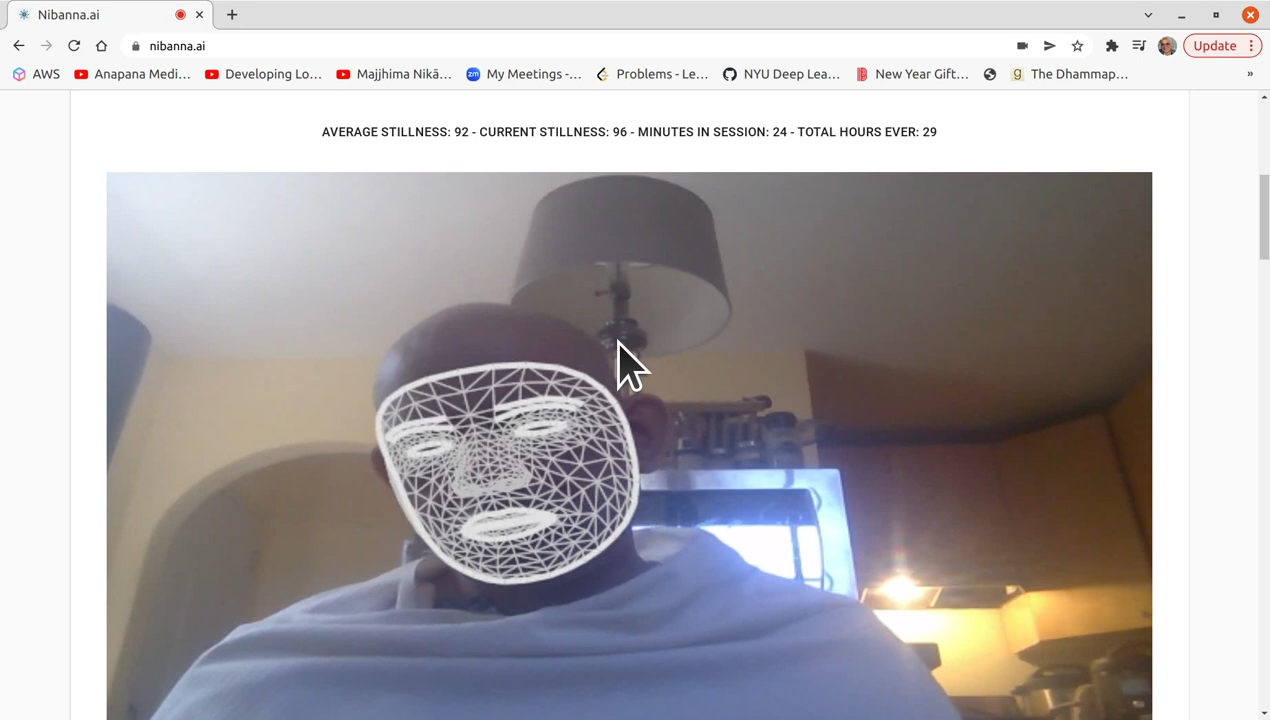 Nibanna.ai
nibanna.ai
Update
AWS Anapana Medi... Developing Lo... Majjhima Nikā... zm My Meetings -... Problems - Le... NYU Deep Lea... New Year Gift... g The Dhammap... »
AVERAGE STILLNESS: 92 - CURRENT STILLNESS: 96 - MINUTES IN SESSION: 24 - TOTAL HOURS EVER: 29